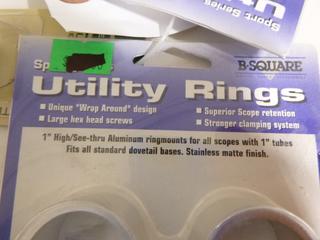 Sport Series
Ut
Sp
B-SQUARE
Utility Rings
Unique "Wrap Around" design
Large hex head screws
Superior Scope retention
Stronger clamping system
1" High/See-thru Aluminum ringmounts for all scopes with 1" tubes
Fits all standard dovetail bases. Stainless matte finish.